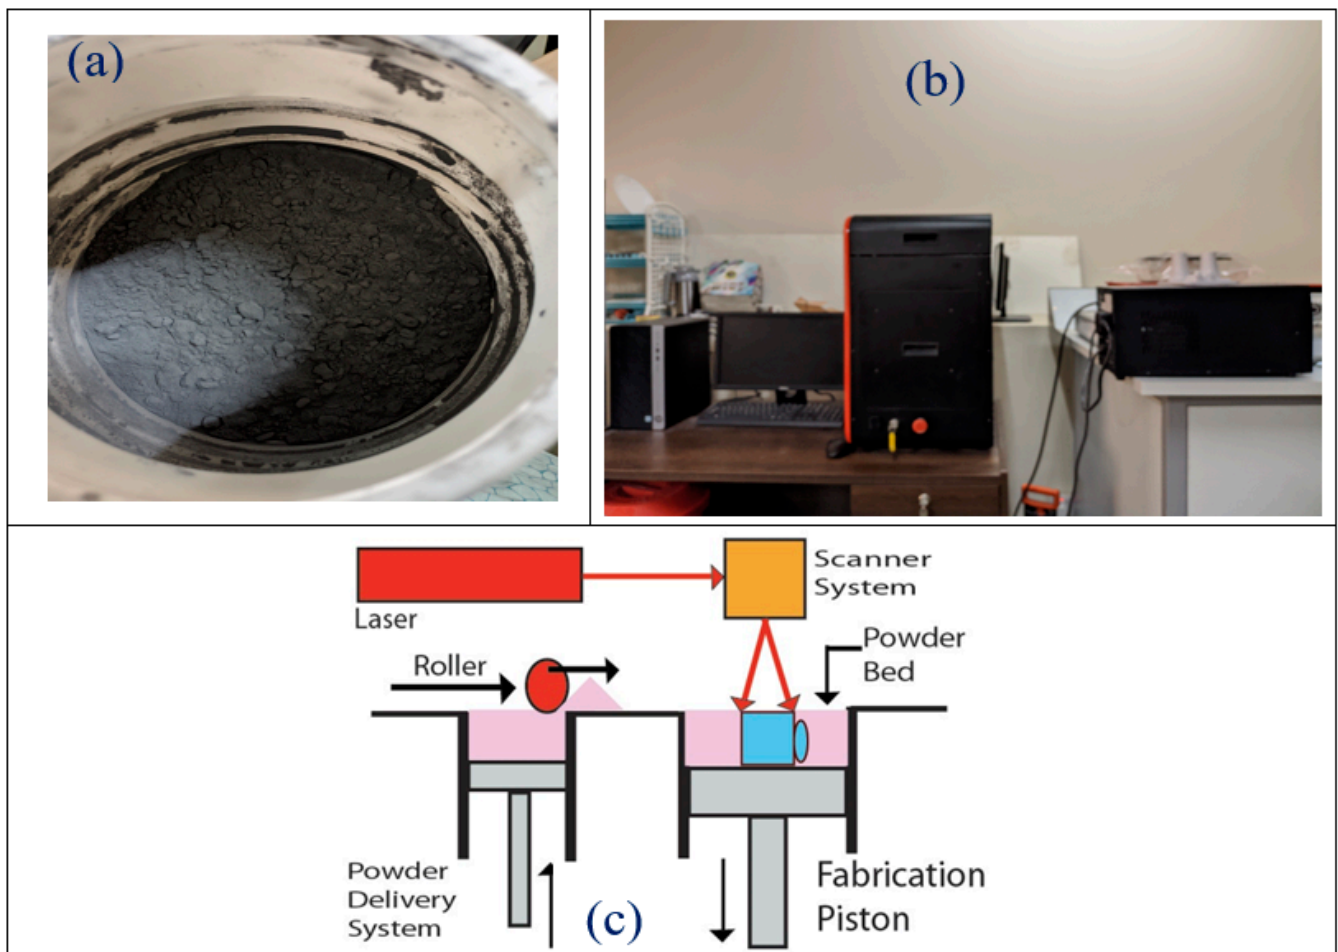 (a)
(b)
Laser
Scanner
System
Roller
Powder
Bed
Powder
Delivery
System
(c)
Fabrication
Piston